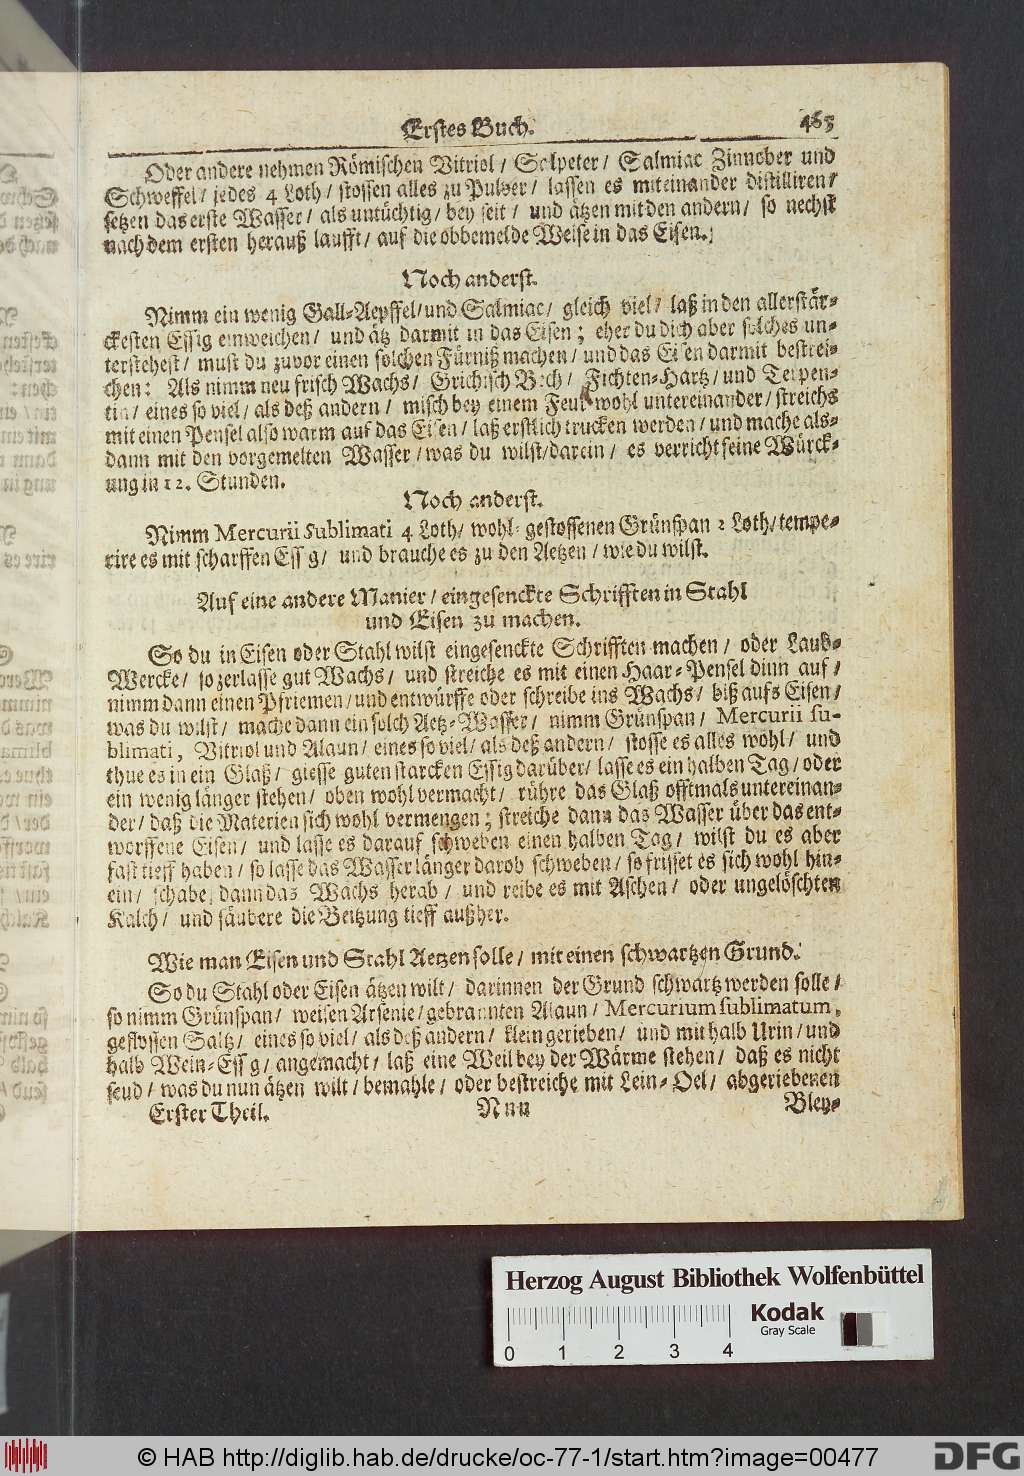 Erstes Buch. 465
Oder andere nehmen Römischen Vitriol / Salpeter / Salmiac Zinnober und
Schweffel / jedes 4 Loth / stossen alles zu Pulver / lassen es miteinander distilliren /
setzen das erste Wasser / als untüchtig / bey seit / und ätzen mit den andern / so nechst
nach dem ersten herauß laufft / auf die obbemelde Weise in das Eisen.
Noch anderst.
Nimm ein wenig Gall-Aepffel / und Salmiac / gleich viel / laß in den allerstär-
ckesten Essig einweichen / und ätz darmit in das Eisen ; eher du dich aber solches un-
terstehest / must du zuvor einen solchen Fürniß machen / und das Eisen darmit bestrei-
chen : Als nimm neu frisch Wachs / Grichisch Bech / Fichten-Hartz / und Terpen-
tin / eines so viel / als deß andern / misch bey einem Feur wohl untereinander / streichs
mit einen Pensel also warm auf das Eisen / laß erstlich trucken werden / und mache als-
dann mit den vorgemelten Wasser / was du wilst / darein / es verricht seine Würck-
ung in 12. Stunden.
Noch anderst.
Nimm Mercurii sublimati 4 Loth / wohl-gestossenen Grünspan 2 Loth / tempe-
rire es mit scharffen Essig / und brauche es zu den Aetzen / wie du wilst.
Auf eine andere Manier / eingesenckte Schrifften in Stahl
und Eisen zu machen.
So du in Eisen oder Stahl wilst eingesenckte Schrifften machen / oder Laub-
Wercke / so zerlasse gut Wachs / und streiche es mit einen Haar-Pensel dinn auf /
nimm dann einen Pfriemen / und entwürffe oder schreibe ins Wachs / biß aufs Eisen /
was du wilst / mache dann ein solch Aetz-Wasser / nimm Grünspan / Mercurii su-
blimati, Vitriol und Alaun / eines so viel / als deß andern / stosse es alles wohl / und
thue es in ein Glaß / giesse guten starcken Essig darüber / lasse es ein halben Tag / oder
ein wenig länger stehen / oben wohl vermacht / rühre das Glaß offtmals untereinan-
der / daß die Materien sich wohl vermengen ; streiche dann das Wasser über das ent-
worffene Eisen / und lasse es darauf schweben einen halben Tag / wilst du es aber
fast tieff haben / so lasse das Wasser länger darob schweben / so frisset es sich wohl hin-
ein / schabe dann das Wachs herab / und reibe es mit Aschen / oder ungelöschten
Kalch / und säubere die Beitzung tieff außher.
Wie man Eisen und Stahl Aetzen solle / mit einen schwartzen Grund.
So du Stahl oder Eisen ätzen wilt / darinnen der Grund schwartz werden solle /
so nimm Grünspan / weisen Arsenic / gebrannten Alaun / Mercurium sublimatum,
gestossen Saltz / eines so viel / als deß andern / klein gerieben / und mit halb Urin / und
halb Wein-Essig / angemacht / laß eine Weil bey der Wärme stehen / daß es nicht
seud / was du nun ätzen wilt / bemahle / oder bestreiche mit Lein-Oel / abgeriebenen
Erster Theil. Nnn Bley-
Herzog August Bibliothek Wolfenbüttel
Kodak
Gray Scale
0 1 2 3 4
© HAB http://diglib.hab.de/drucke/oc-77-1/start.htm?image=00477
DFG